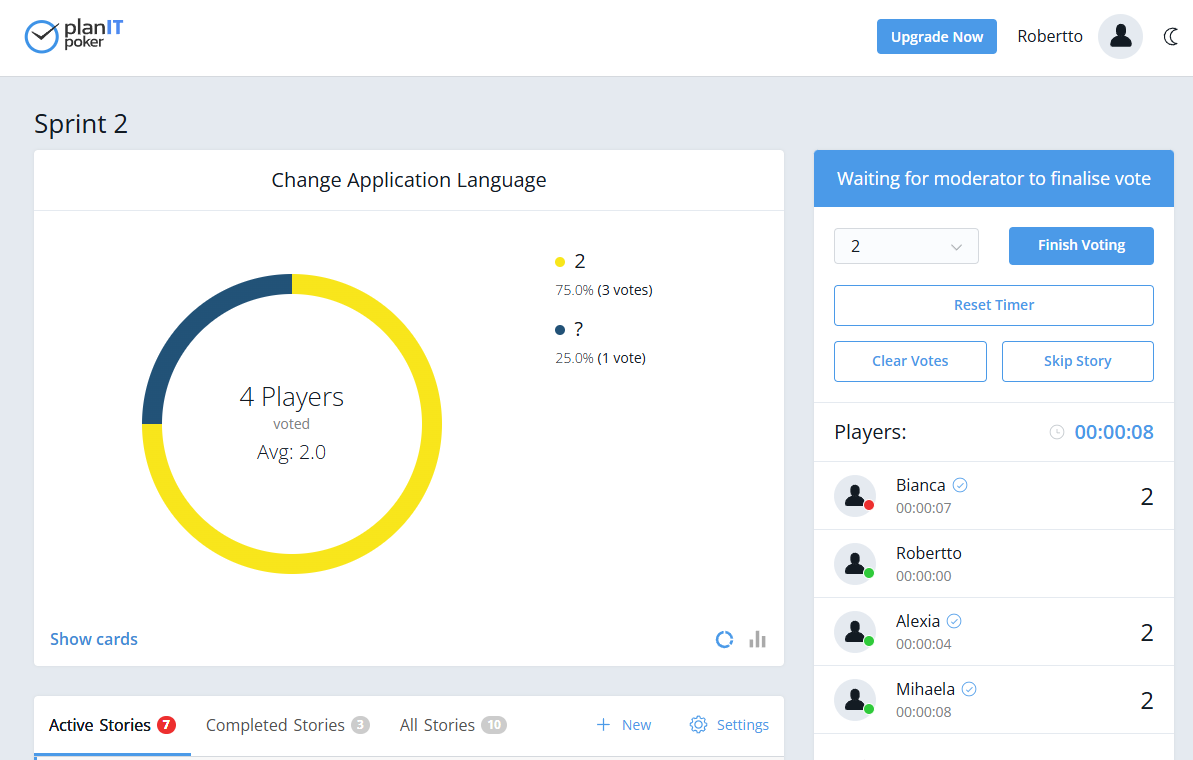 planIT
poker
Upgrade Now
Robertto
Sprint 2
Change Application Language
2
75.0% (3 votes)
?
25.0% (1 vote)
4 Players
voted
Avg: 2.0
Show cards
Active Stories 7
Completed Stories 3
All Stories 10
New
Settings
Waiting for moderator to finalise vote
2
Finish Voting
Reset Timer
Clear Votes
Skip Story
Players:
00:00:08
Bianca
00:00:07
2
Robertto
00:00:00
Alexia
00:00:04
2
Mihaela
00:00:08
2